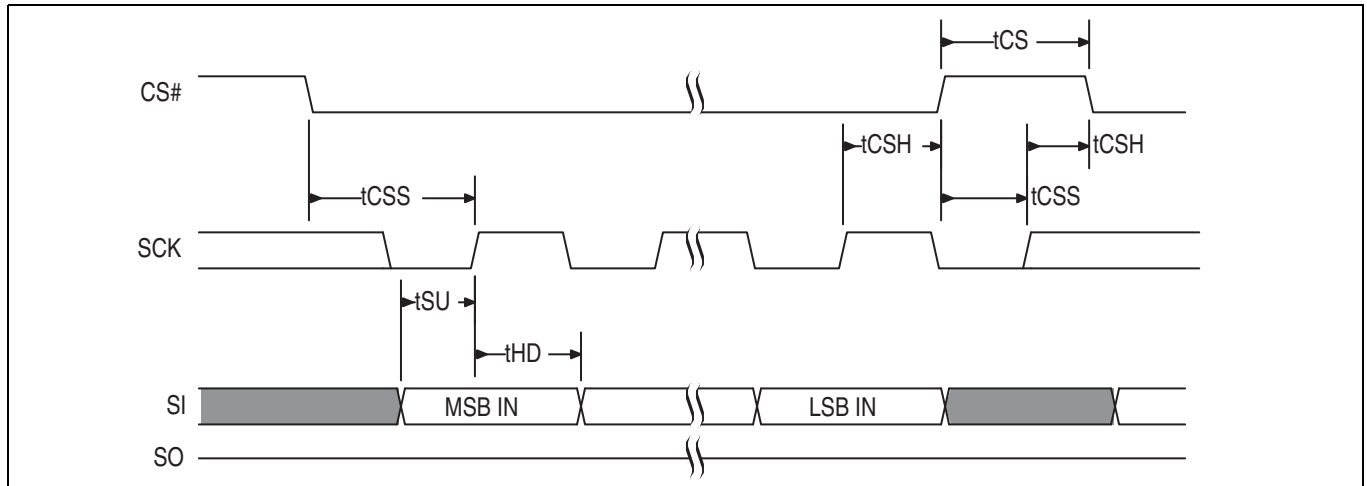 tCS
CS#
tCSH
tCSH
tCSS
tCSS
SCK
tSU
tHD
SI
MSB IN
LSB IN
SO